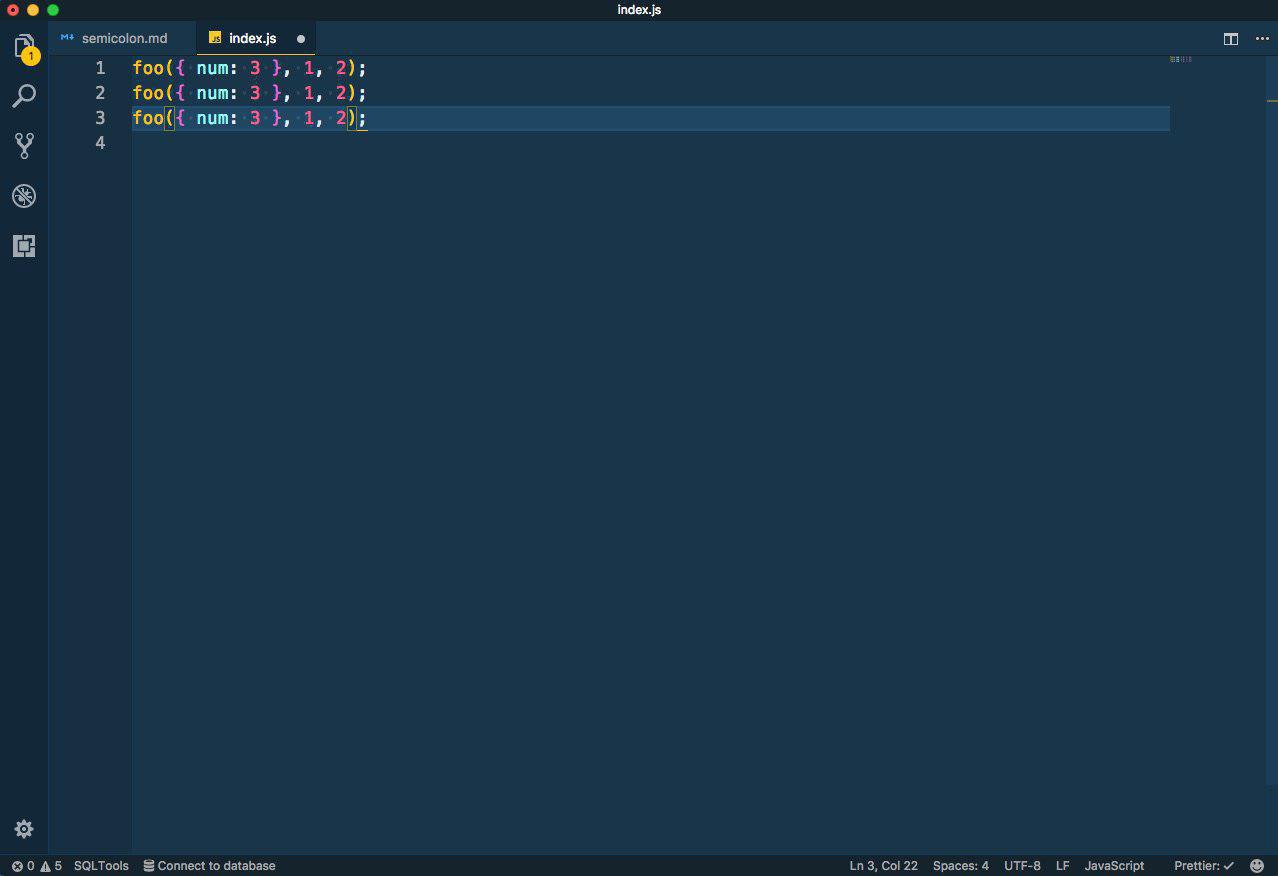 index.js
semicolon.md
JS index.js
1
1 foo({ num: 3 }, 1, 2);
2 foo({ num: 3 }, 1, 2);
3 foo({ num: 3 }, 1, 2);
4
0 5 SQLTools Connect to database Ln 3, Col 22 Spaces: 4 UTF-8 LF JavaScript Prettier: ✓